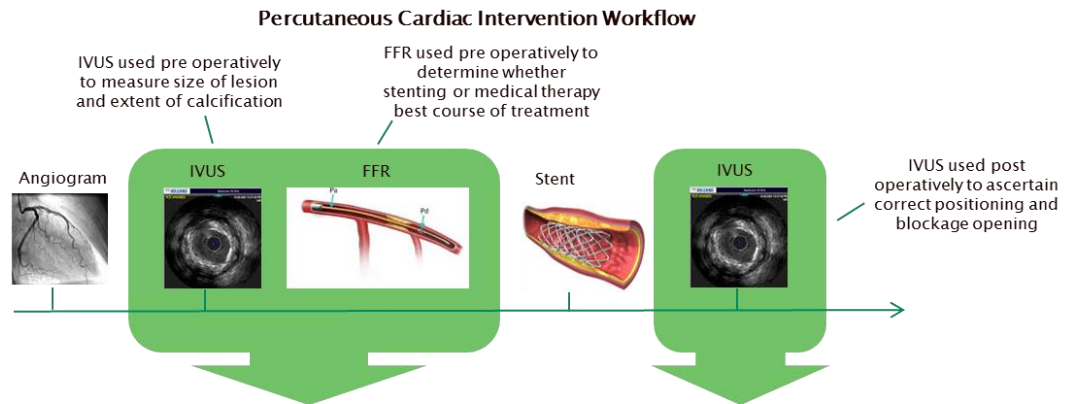 Percutaneous Cardiac Intervention Workflow
IVUS used pre operatively
to measure size of lesion
and extent of calcification
FFR used pre operatively to
determine whether
stenting or medical therapy
best course of treatment
Angiogram
IVUS
FFR
Stent
IVUS
IVUS used post
operatively to ascertain
correct positioning and
blockage opening
Pa
Pd